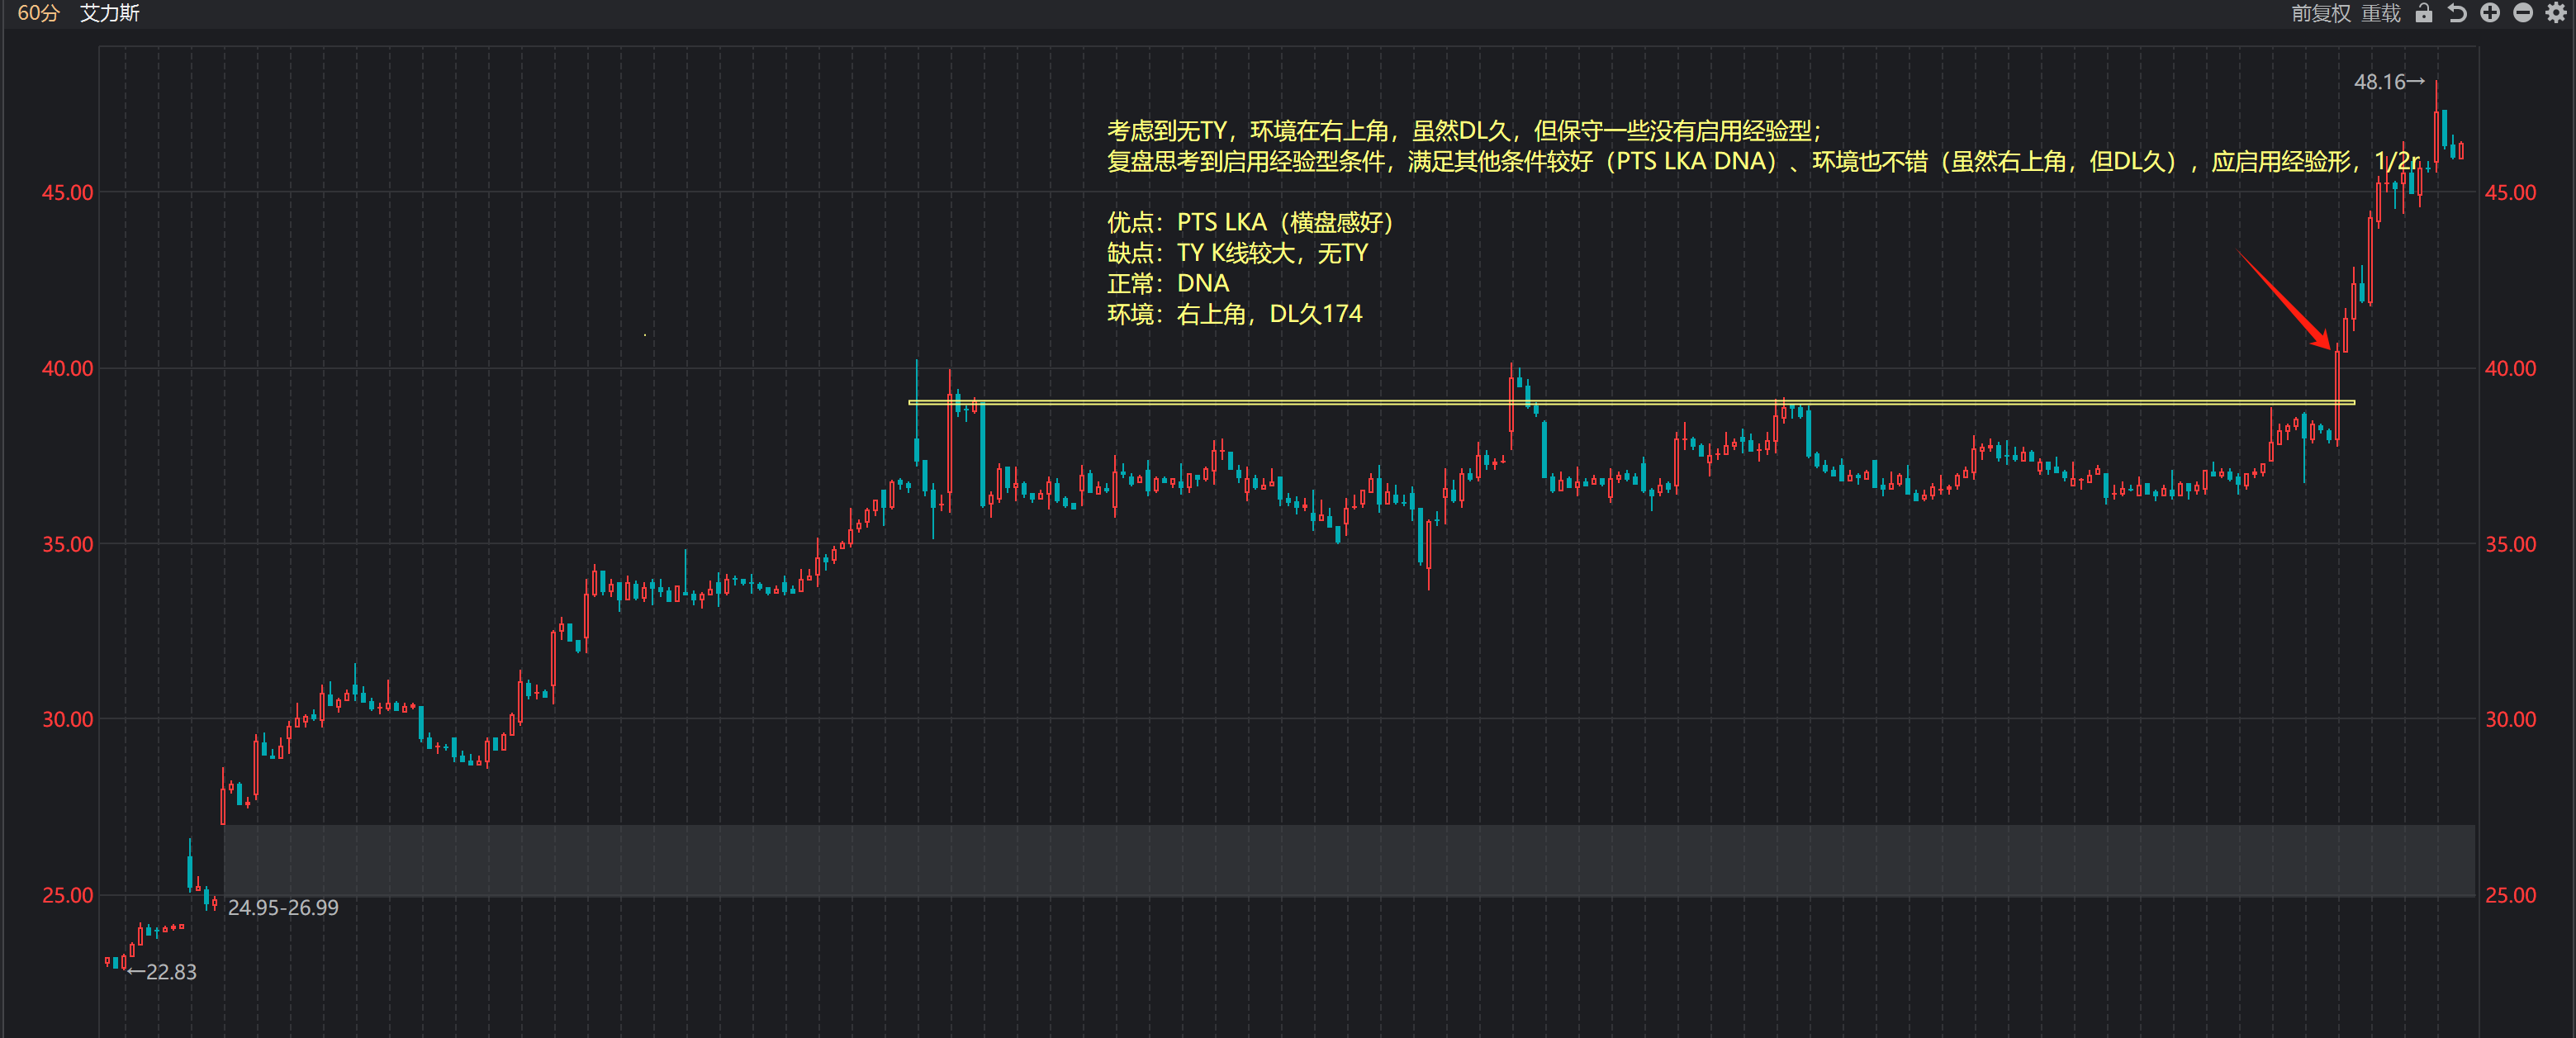 60分 艾力斯 前复权 重载
48.16→
考虑到无TY，环境在右上角，虽然DL久，但保守一些没有启用经验型；
复盘思考到启用经验型条件，满足其他条件较好（PTS LKA DNA）、环境也不错（虽然右上角，但DL久），应启用经验形，1/2r
45.00 45.00
优点：PTS LKA（横盘感好）
缺点：TY K线较大，无TY
正常：DNA
环境：右上角，DL久174
40.00 40.00
35.00 35.00
30.00 30.00
25.00 25.00
24.95-26.99
←22.83